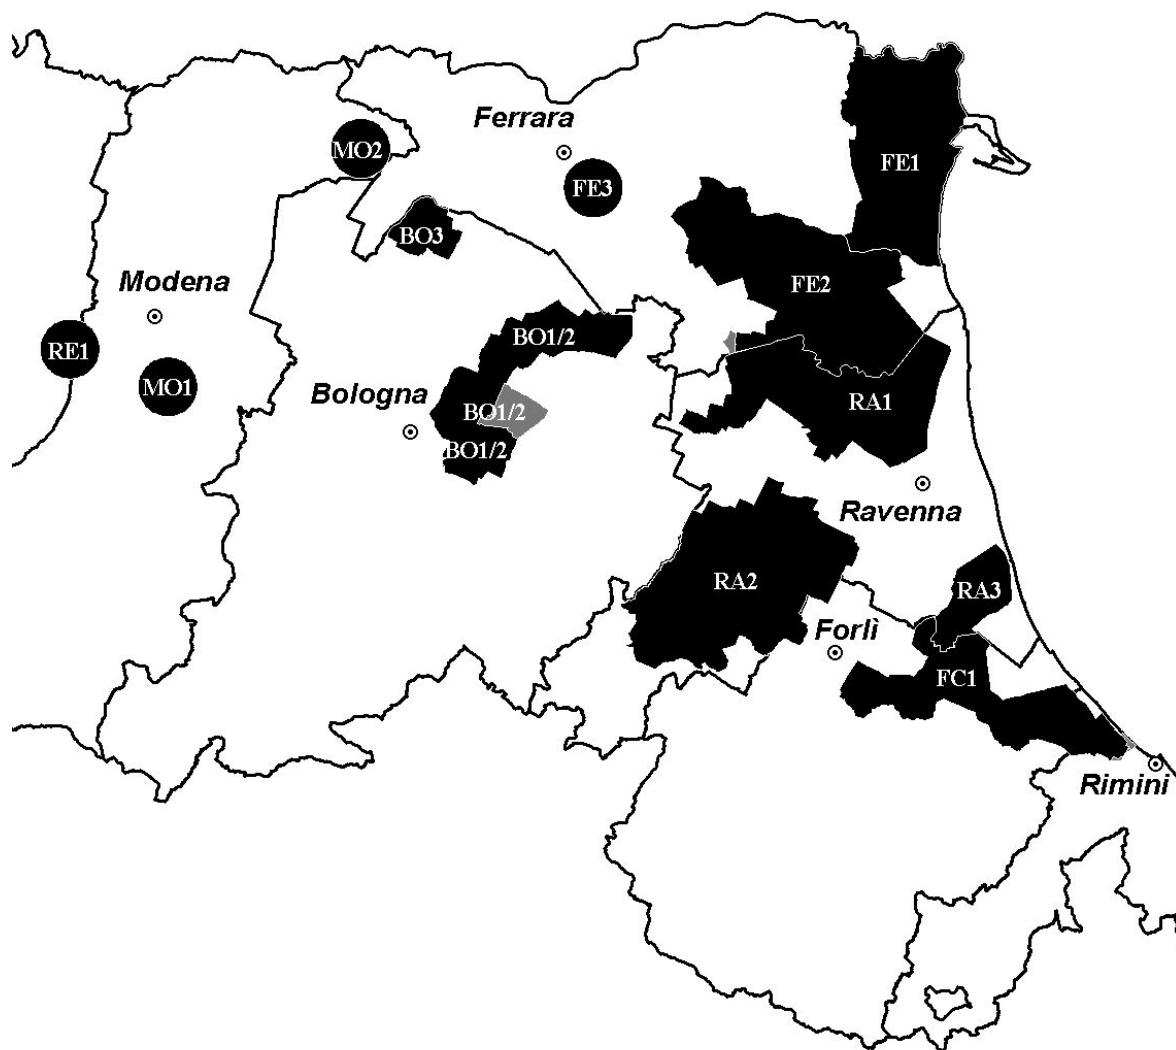 Ferrara
MO2
FE1
FE3
BO3
Modena
FE2
BO1/2
RE1
MO1
Bologna
RA1
BO1/2
BO1/2
Ravenna
RA2
RA3
Forlì
FC1
Rimini